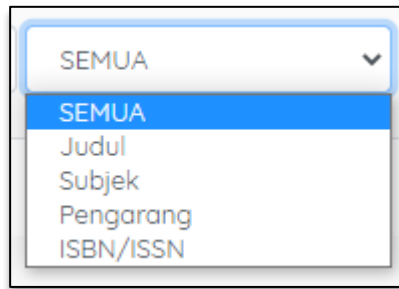 SEMUA
SEMUA
Judul
Subjek
Pengarang
ISBN/ISSN